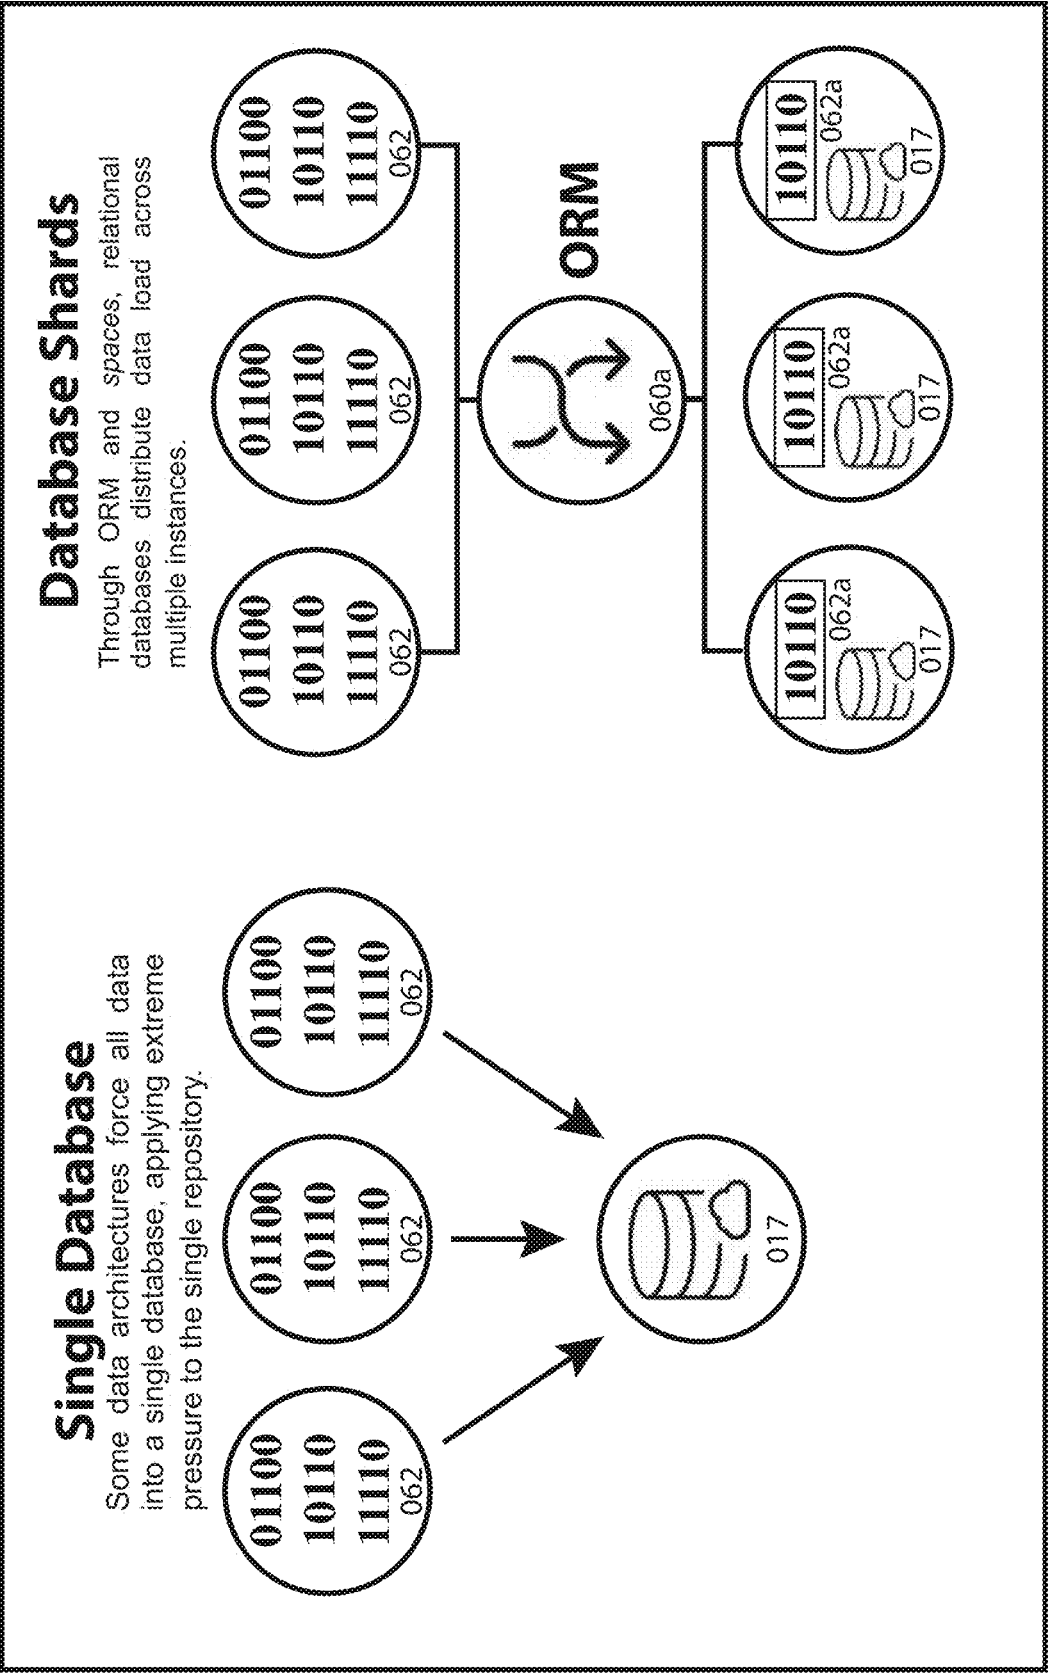 Single Database
Some data architectures force all data
into a single database, applying extreme
pressure to the single repository.
01100
10110
11110
062
01100
10110
11110
062
01100
10110
11110
062
017
Database Shards
Through ORM and spaces, relational
databases distribute data load across
multiple instances.
01100
10110
11110
062
01100
10110
11110
062
01100
10110
11110
062
ORM
060a
10110
062a
017
10110
062a
017
10110
062a
017